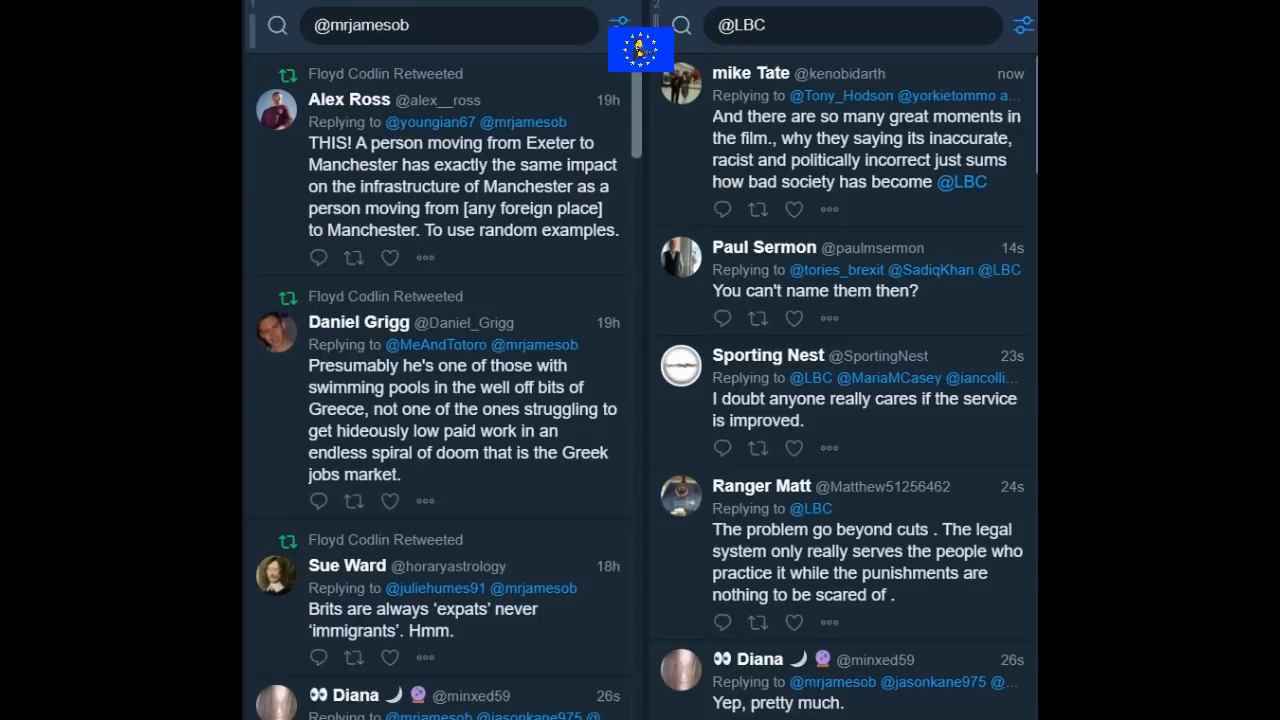 1
@mrjamesob
Floyd Codlin Retweeted
Alex Ross @alex__ross 19h
Replying to @youngian67 @mrjamesob
THIS! A person moving from Exeter to
Manchester has exactly the same impact
on the infrastructure of Manchester as a
person moving from [any foreign place]
to Manchester. To use random examples.
Floyd Codlin Retweeted
Daniel Grigg @Daniel_Grigg 19h
Replying to @MeAndTotoro @mrjamesob
Presumably he's one of those with
swimming pools in the well off bits of
Greece, not one of the ones struggling to
get hideously low paid work in an
endless spiral of doom that is the Greek
jobs market.
Floyd Codlin Retweeted
Sue Ward @horaryastrology 18h
Replying to @juliehumes91 @mrjamesob
Brits are always ‘expats’ never
‘immigrants’. Hmm.
👀 Diana 🌙 🔮 @minxed59 26s
Replying to @mrjamesob @jasonkane975 @
2
@LBC
mike Tate @kenobidarth now
Replying to @Tony_Hodson @yorkietommo a...
And there are so many great moments in
the film., why they saying its inaccurate,
racist and politically incorrect just sums
how bad society has become @LBC
Paul Sermon @paulmsermon 14s
Replying to @tories_brexit @SadiqKhan @LBC
You can't name them then?
Sporting Nest @SportingNest 23s
Replying to @LBC @MariaMCasey @iancolli...
I doubt anyone really cares if the service
is improved.
Ranger Matt @Matthew51256462 24s
Replying to @LBC
The problem go beyond cuts . The legal
system only really serves the people who
practice it while the punishments are
nothing to be scared of .
👀 Diana 🌙 🔮 @minxed59 26s
Replying to @mrjamesob @jasonkane975 @...
Yep, pretty much.